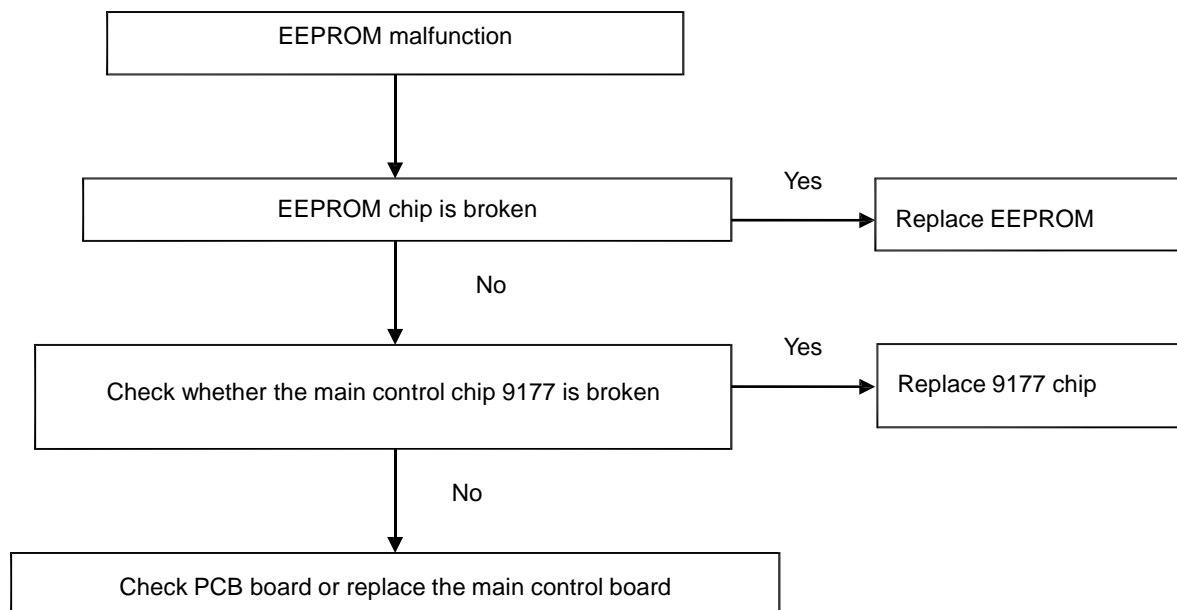 EEPROM malfunction
Yes
EEPROM chip is broken
Replace EEPROM
No
Yes
Check whether the main control chip 9177 is broken
Replace 9177 chip
No
Check PCB board or replace the main control board